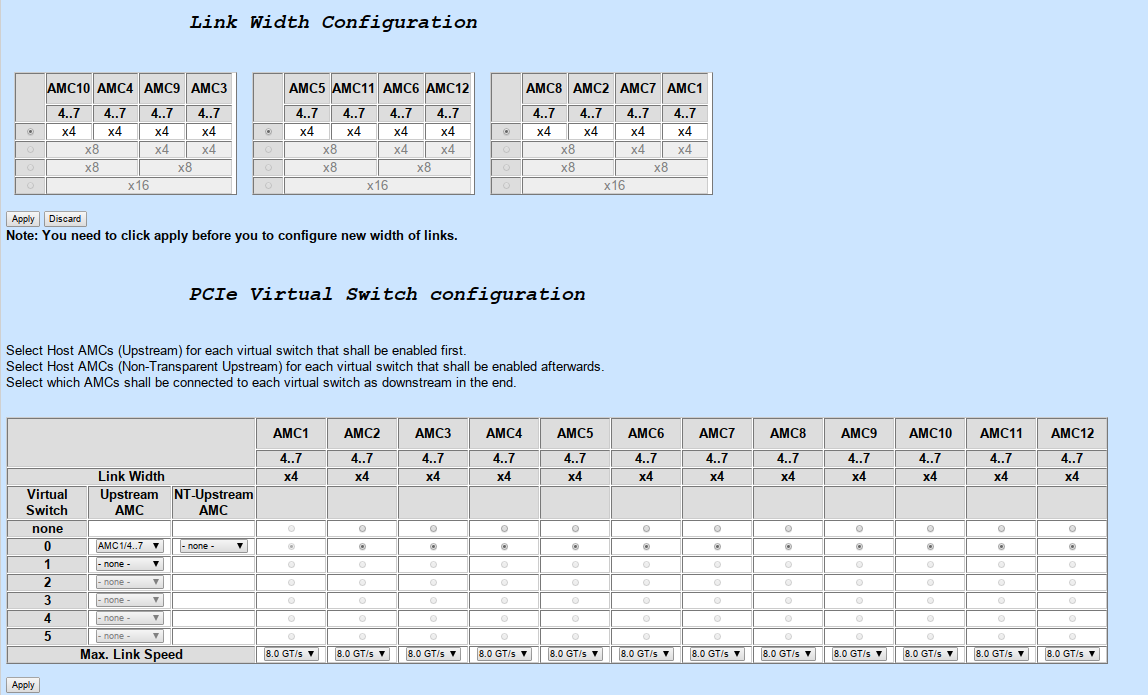 Link Width Configuration
AMC10 AMC4 AMC9 AMC3 AMC5 AMC11 AMC6 AMC12 AMC8 AMC2 AMC7 AMC1
4..7 4..7 4..7 4..7 4..7 4..7 4..7 4..7 4..7 4..7 4..7 4..7
x4 x4 x4 x4 x4 x4 x4 x4 x4 x4 x4 x4
x8 x4 x4 x8 x4 x4 x8 x4 x4
x8 x8 x8 x8 x8 x8
x16 x16 x16
Apply Discard
Note: You need to click apply before you to configure new width of links.
PCIe Virtual Switch configuration
Select Host AMCs (Upstream) for each virtual switch that shall be enabled first.
Select Host AMCs (Non-Transparent Upstream) for each virtual switch that shall be enabled afterwards.
Select which AMCs shall be connected to each virtual switch as downstream in the end.
AMC1 AMC2 AMC3 AMC4 AMC5 AMC6 AMC7 AMC8 AMC9 AMC10 AMC11 AMC12
4..7 4..7 4..7 4..7 4..7 4..7 4..7 4..7 4..7 4..7 4..7 4..7
Link Width x4 x4 x4 x4 x4 x4 x4 x4 x4 x4 x4 x4
Virtual Upstream NT-Upstream
Switch AMC AMC
none
0 AMC1/4..7 - none -
1 - none -
2 - none -
3 - none -
4 - none -
5 - none -
Max. Link Speed 8.0 GT/s 8.0 GT/s 8.0 GT/s 8.0 GT/s 8.0 GT/s 8.0 GT/s 8.0 GT/s 8.0 GT/s 8.0 GT/s 8.0 GT/s 8.0 GT/s 8.0 GT/s
Apply